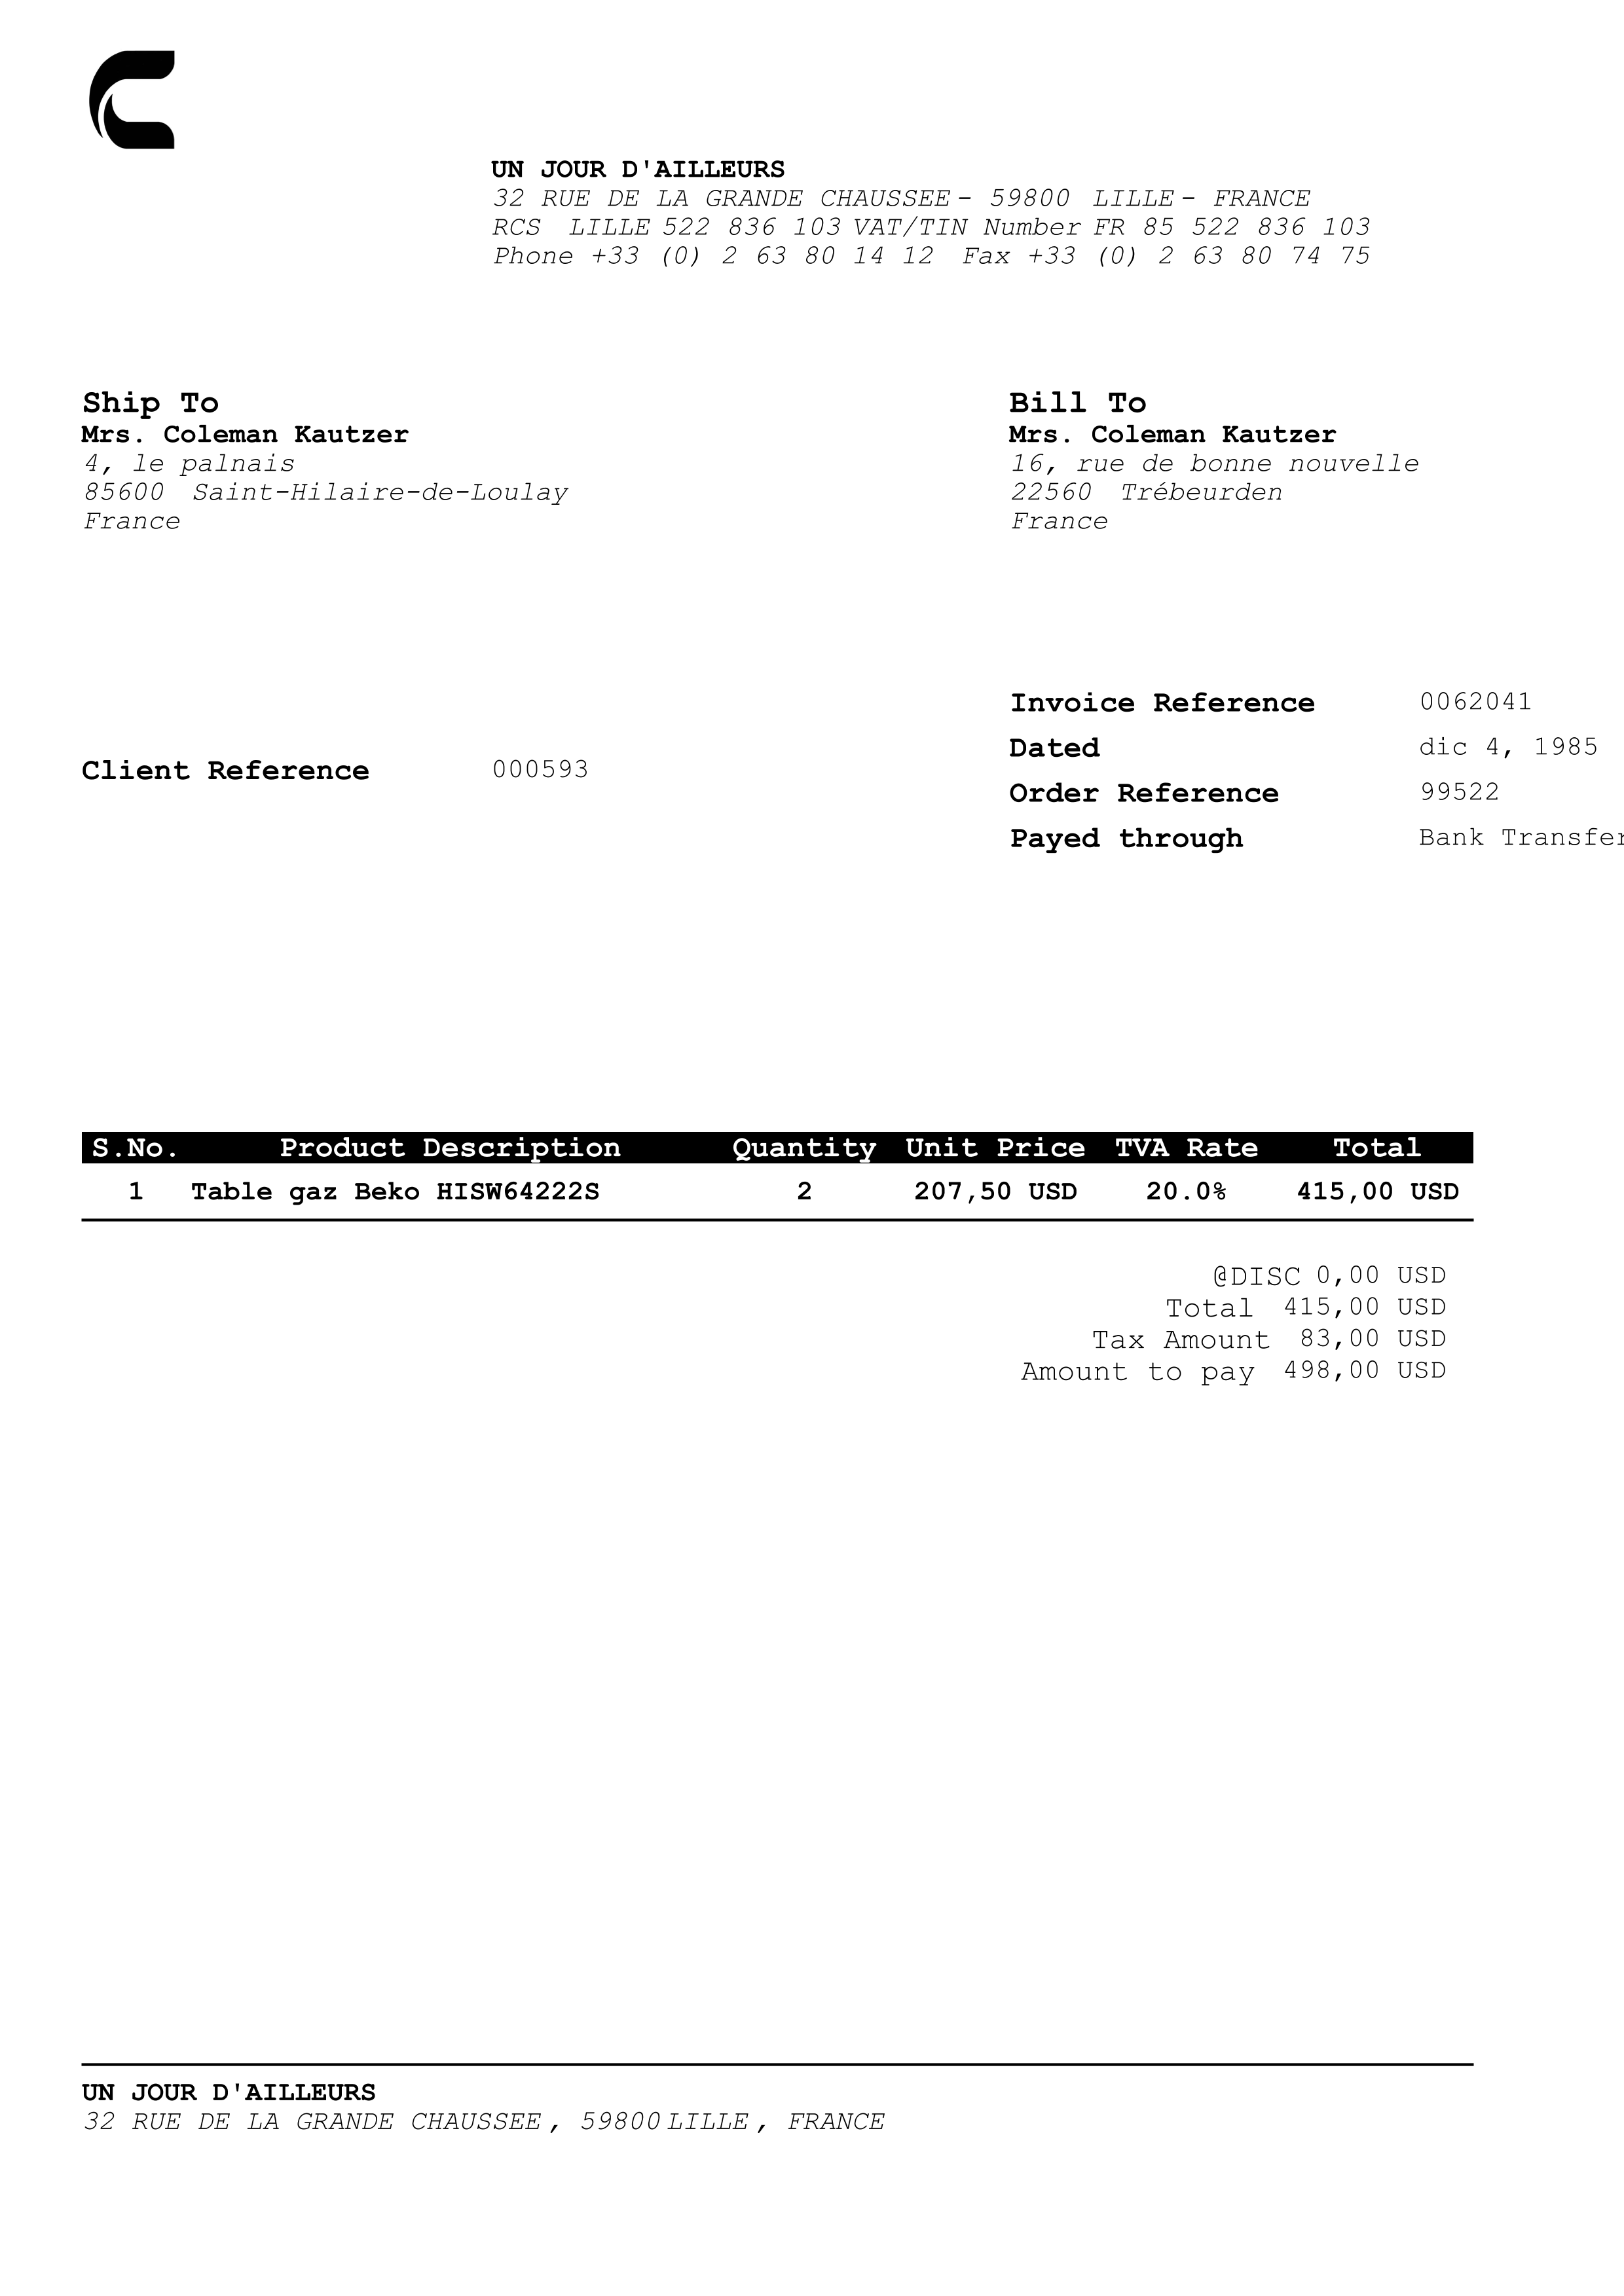 UN JOUR D'AILLEURS
32 RUE DE LA GRANDE CHAUSSEE - 59800 LILLE - FRANCE
RCS LILLE 522 836 103 VAT/TIN Number FR 85 522 836 103
Phone +33 (0) 2 63 80 14 12 Fax +33 (0) 2 63 80 74 75
Ship To
Mrs. Coleman Kautzer
4, le palnais
85600 Saint-Hilaire-de-Loulay
France
Bill To
Mrs. Coleman Kautzer
16, rue de bonne nouvelle
22560 Trébeurden
France
Client Reference 000593
Invoice Reference 0062041
Dated dic 4, 1985
Order Reference 99522
Payed through Bank Transfer
S.No. Product Description Quantity Unit Price TVA Rate Total
1 Table gaz Beko HISW64222S 2 207,50 USD 20.0% 415,00 USD
@DISC 0,00 USD
Total 415,00 USD
Tax Amount 83,00 USD
Amount to pay 498,00 USD
UN JOUR D'AILLEURS
32 RUE DE LA GRANDE CHAUSSEE , 59800 LILLE , FRANCE